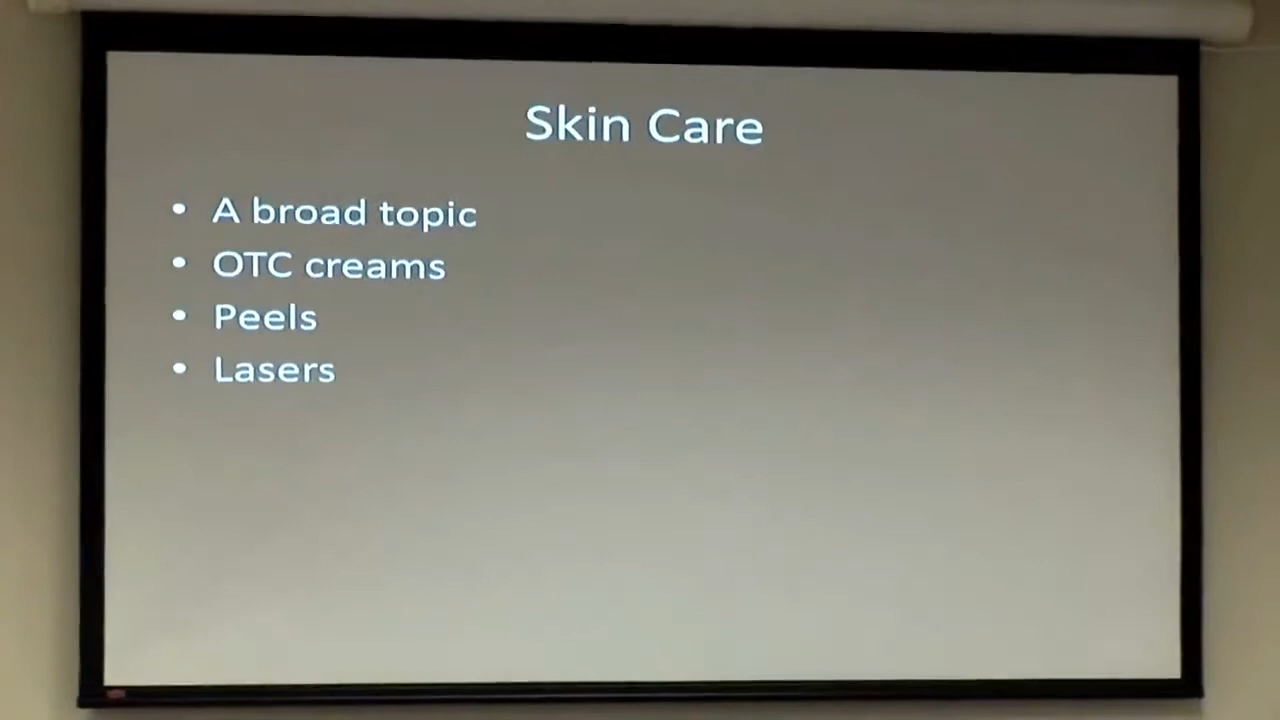 Skin Care
• A broad topic
• OTC creams
• Peels
• Lasers